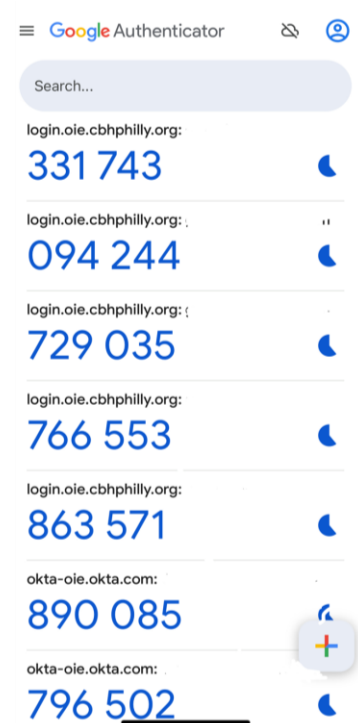 Google Authenticator
Search...
login.oie.cbhphilly.org:
331 743
login.oie.cbhphilly.org:
094 244
login.oie.cbhphilly.org:
729 035
login.oie.cbhphilly.org:
766 553
login.oie.cbhphilly.org:
863 571
okta-oie.okta.com:
890 085
okta-oie.okta.com:
796 502